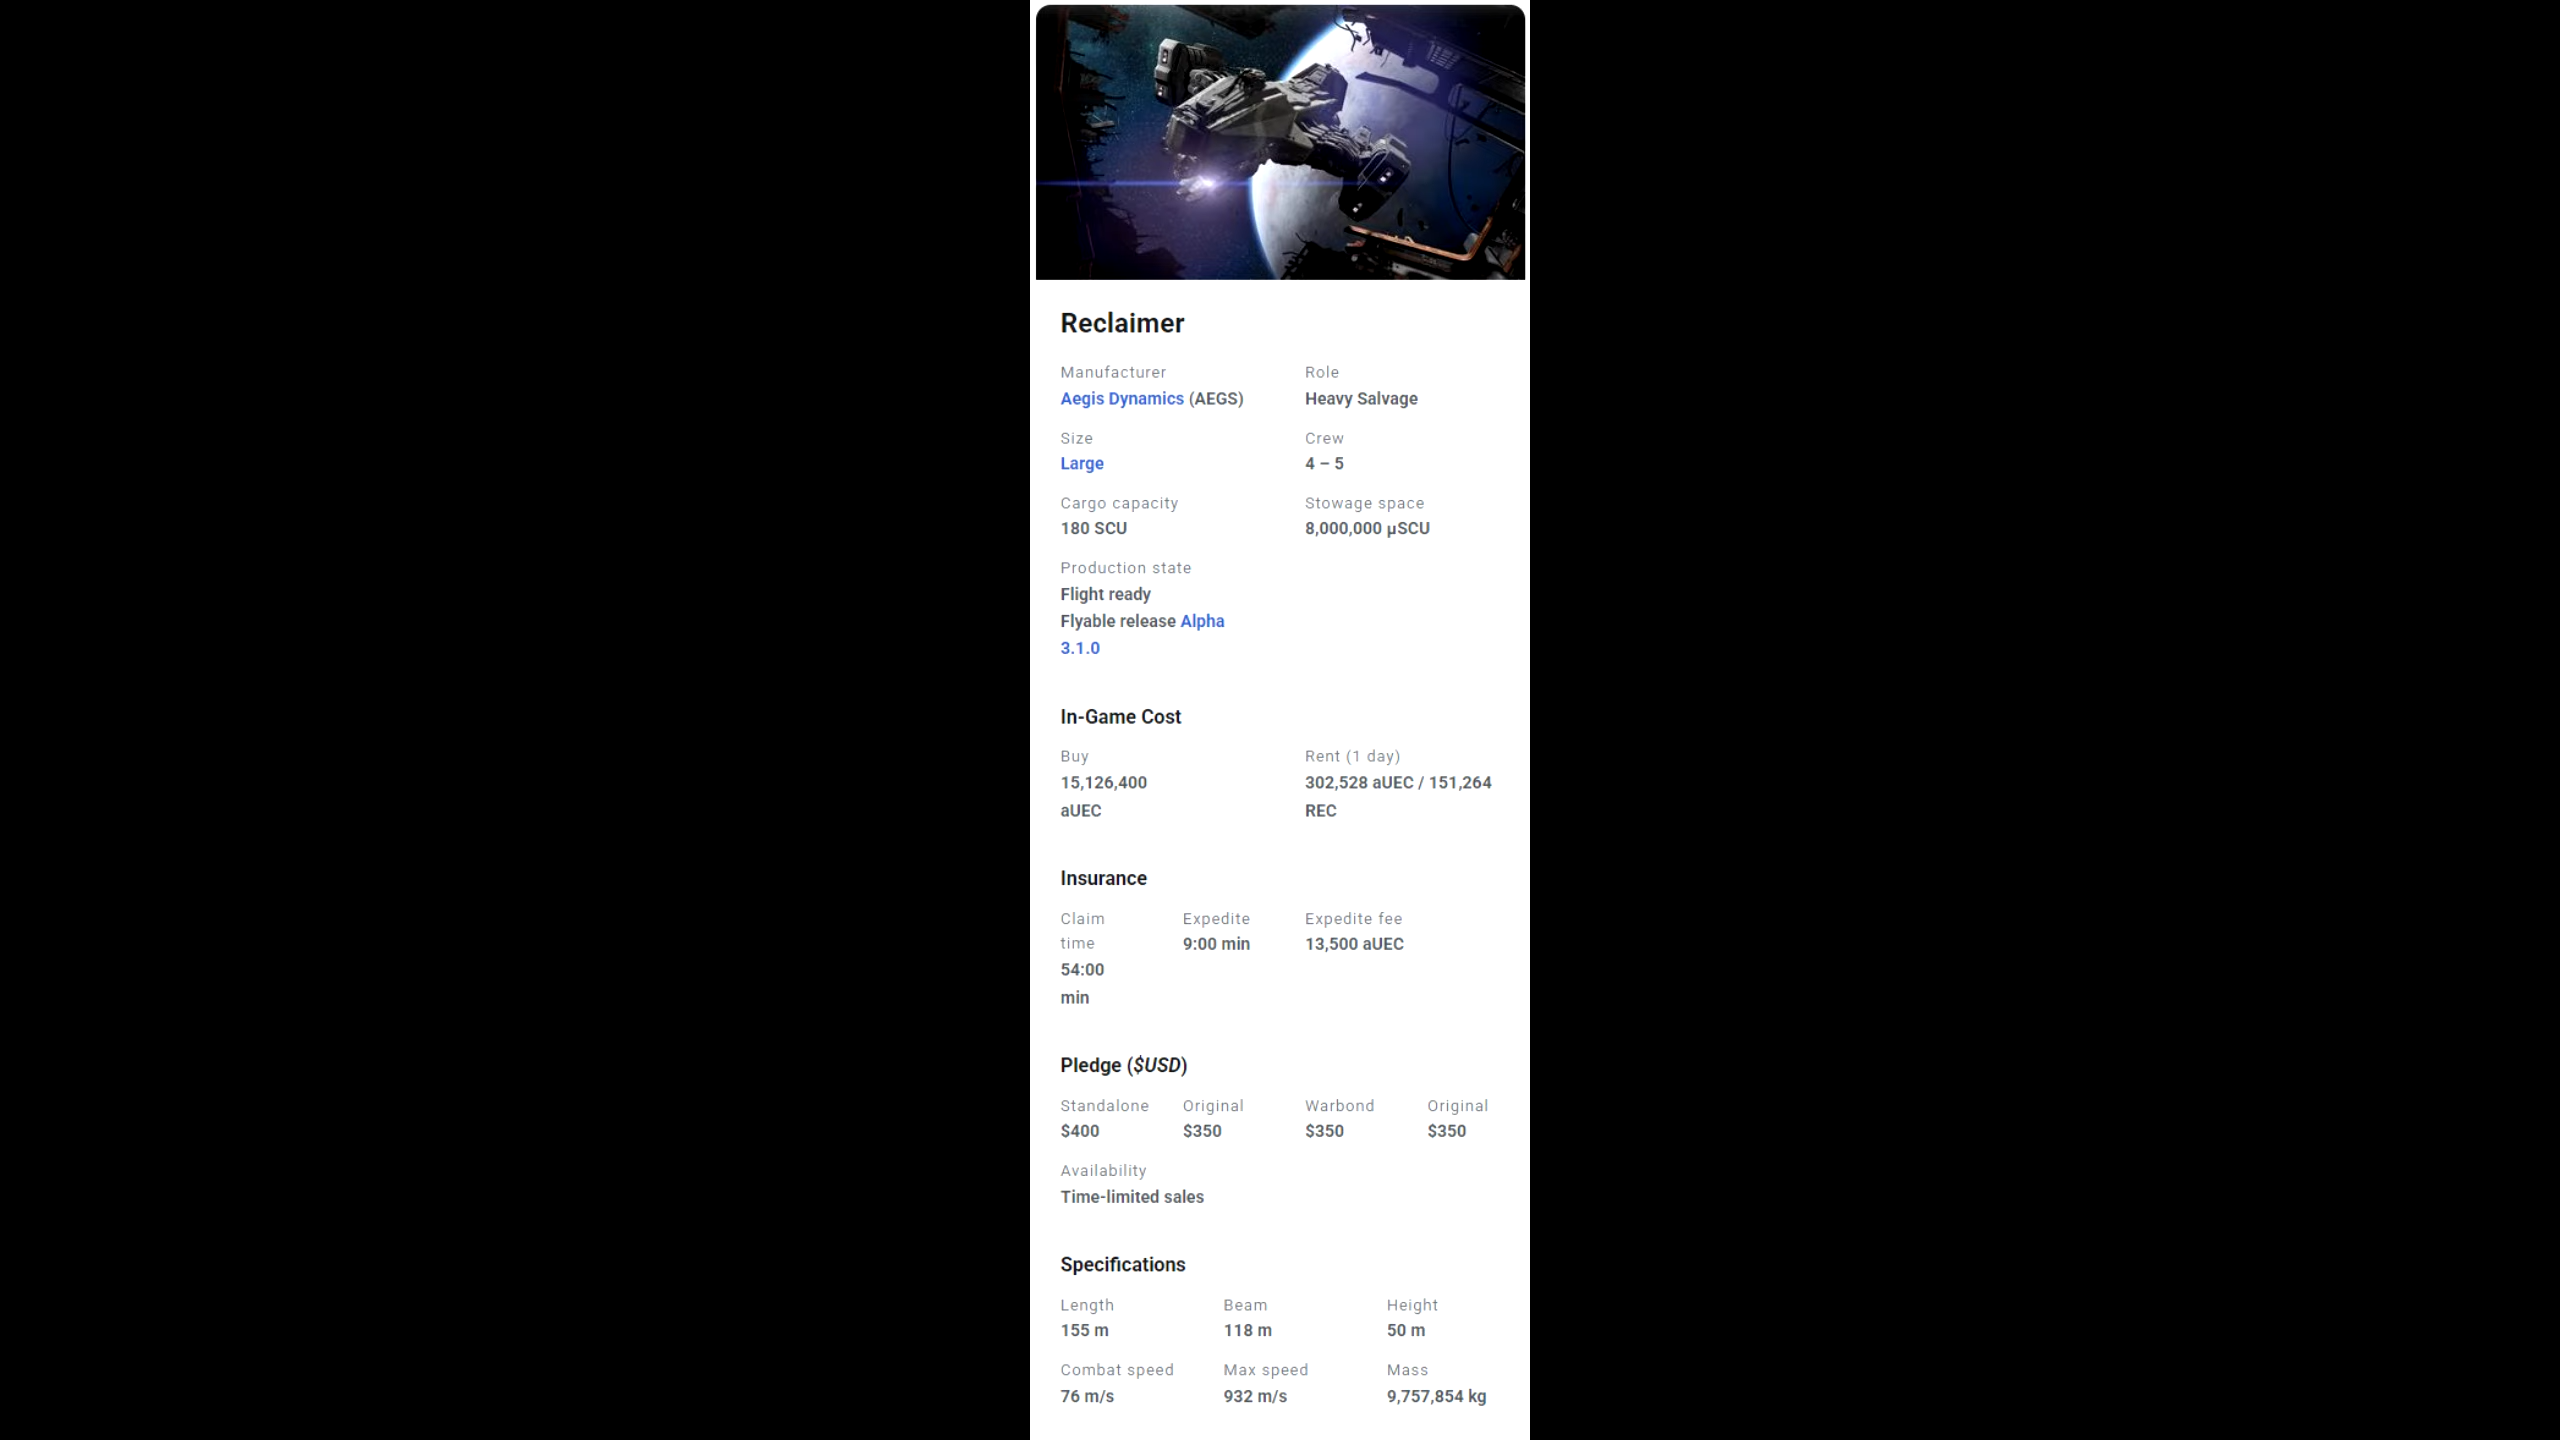 Reclaimer
Manufacturer
Aegis Dynamics (AEGS)
Role
Heavy Salvage
Size
Large
Crew
4 – 5
Cargo capacity
180 SCU
Stowage space
8,000,000 µSCU
Production state
Flight ready
Flyable release Alpha
3.1.0
In-Game Cost
Buy
15,126,400
aUEC
Rent (1 day)
302,528 aUEC / 151,264
REC
Insurance
Claim
time
54:00
min
Expedite
9:00 min
Expedite fee
13,500 aUEC
Pledge ($USD)
Standalone
$400
Original
$350
Warbond
$350
Original
$350
Availability
Time-limited sales
Specifications
Length
155 m
Beam
118 m
Height
50 m
Combat speed
76 m/s
Max speed
932 m/s
Mass
9,757,854 kg